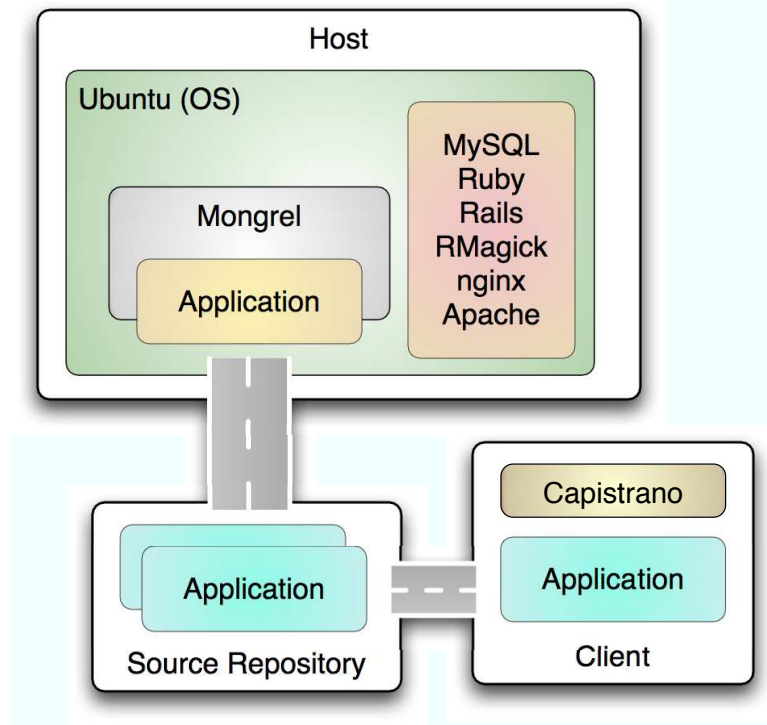 Host
Ubuntu (OS)
Mongrel
Application
MySQL
Ruby
Rails
RMagick
nginx
Apache
Application
Source Repository
Capistrano
Application
Client